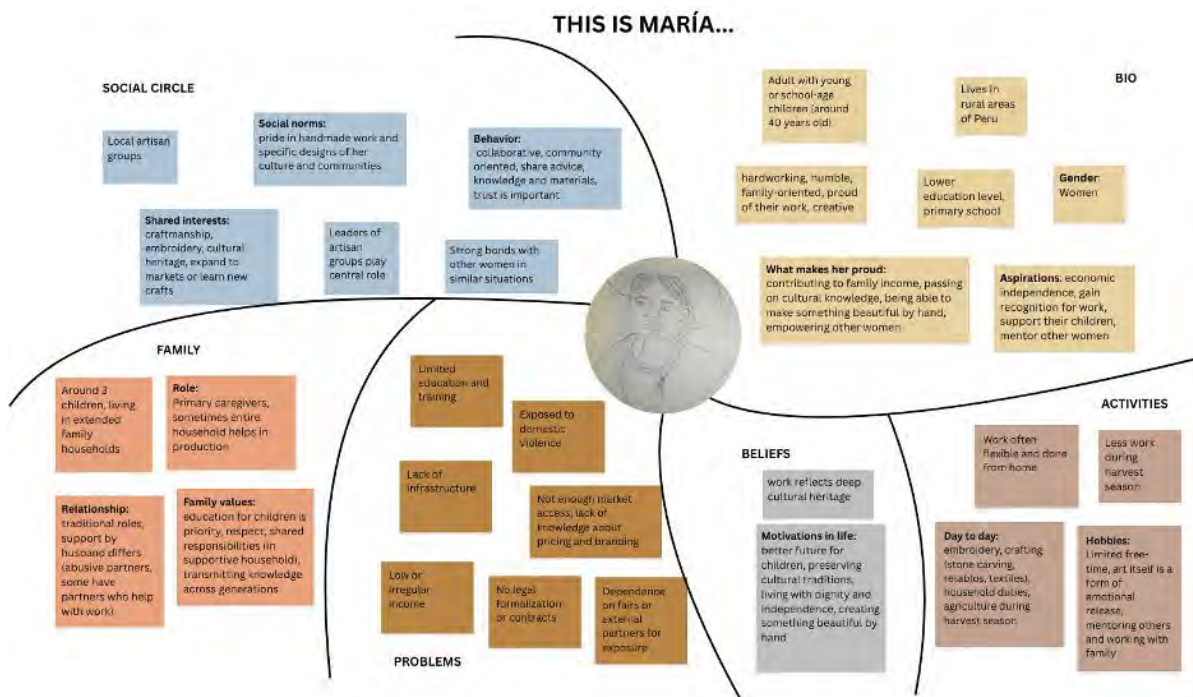 THIS IS MARÍA...
SOCIAL CIRCLE
Local artisan
groups
Social norms:
pride in handmade work and
specific designs of her
culture and communities
Behavior:
collaborative, community
oriented, share advice,
knowledge and materials,
trust is important
Shared interests:
craftmanship,
embroidery, cultural
heritage, expand to
markets or learn new
crafts
Leaders of
artisan
groups play
central role
Strong bonds with
other women in
similar situations
BIO
Adult with young
or school-age
children (around
40 years old)
Lives in
rural areas
of Peru
hardworking, humble,
family-oriented, proud
of their work, creative
Lower
education level,
primary school
Gender:
Women
What makes her proud:
contributing to family income, passing
on cultural knowledge, being able to
make something beautiful by hand,
empowering other women
Aspirations: economic
independence, gain
recognition for work,
support their children,
mentor other women
FAMILY
Around 3
children, living
in extended
family
households
Role:
Primary caregivers,
sometimes entire
household helps in
production
Relationship:
traditional roles,
support by
husband differs
(abusive partners,
some have
partners who help
with work)
Family values:
education for children is
priority, respect, shared
responsibilities (in
supportive household),
transmitting knowledge
across generations
Limited
education and
training
Exposed to
domestic
violence
Lack of
infrastructure
Not enough market
access, lack of
knowledge about
pricing and branding
Low or
irregular
income
No legal
formalization
or contracts
Dependence
on fairs or
external
partners for
exposure
PROBLEMS
BELIEFS
work reflects deep
cultural heritage
Motivations in life:
better future for
children, preserving
cultural traditions,
living with dignity and
independence, creating
something beautiful by
hand
ACTIVITIES
Work often
flexible and done
from home
Less work
during
harvest
season
Day to day:
embroidery, crafting
(stone carving,
retablos, textiles),
household duties,
agriculture during
harvest season
Hobbies:
Limited free-
time, art itself is a
form of
emotional
release,
mentoring others
and working with
family